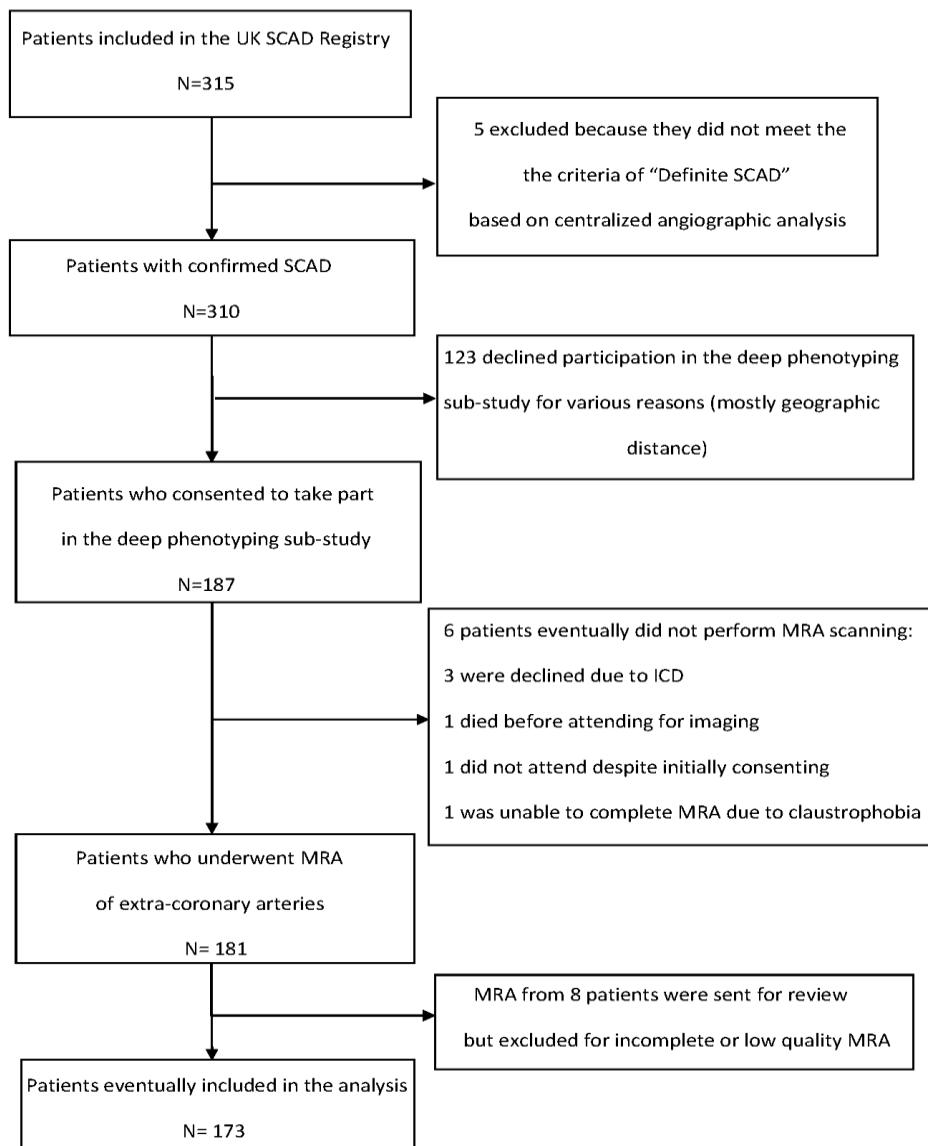 Patients included in the UK SCAD Registry
N=315
5 excluded because they did not meet the
the criteria of “Definite SCAD”
based on centralized angiographic analysis
Patients with confirmed SCAD
N=310
123 declined participation in the deep phenotyping
sub-study for various reasons (mostly geographic
distance)
Patients who consented to take part
in the deep phenotyping sub-study
N=187
6 patients eventually did not perform MRA scanning:
3 were declined due to ICD
1 died before attending for imaging
1 did not attend despite initially consenting
1 was unable to complete MRA due to claustrophobia
Patients who underwent MRA
of extra-coronary arteries
N= 181
MRA from 8 patients were sent for review
but excluded for incomplete or low quality MRA
Patients eventually included in the analysis
N= 173